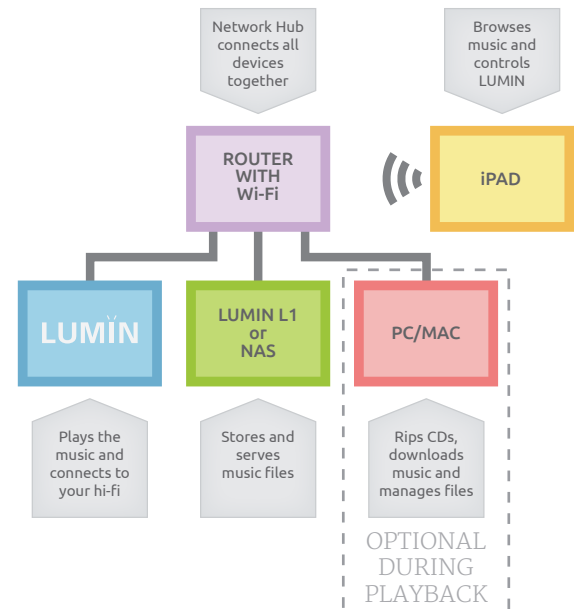 Network Hub
connects all
devices
together
Browses
music and
controls
LUMIN
ROUTER
WITH
Wi-Fi
iPAD
LUMÏN
LUMIN L1
or
NAS
PC/MAC
Plays the
music and
connects to
your hi-fi
Stores and
serves
music files
Rips CDs,
downloads
music and
manages files
OPTIONAL
DURING
PLAYBACK